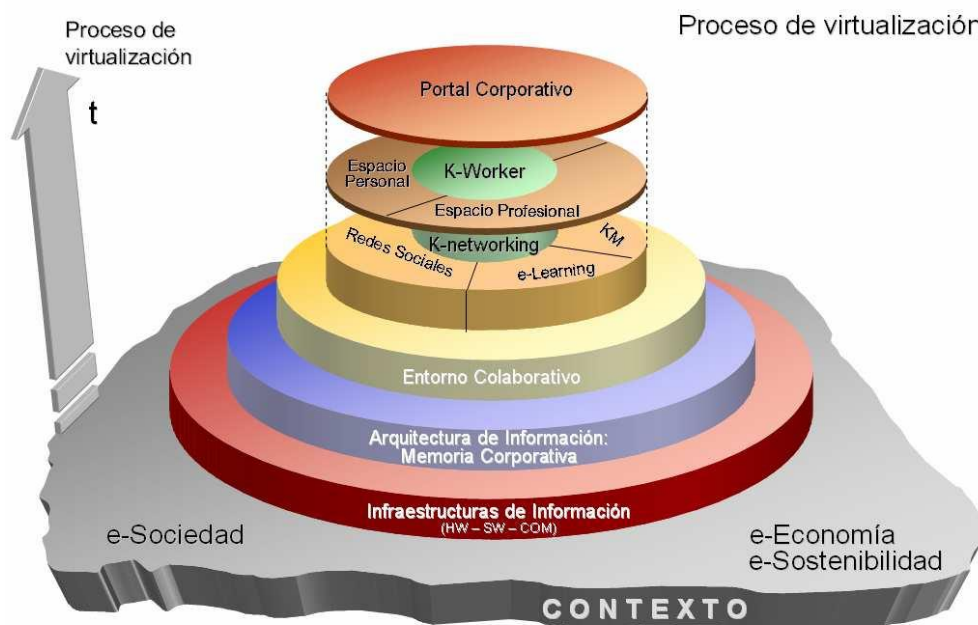 Proceso de
virtualización
Proceso de virtualización
t
Portal Corporativo
Espacio
Personal
K-Worker
Espacio Profesional
Redes Sociales
K-networking
KM
e-Learning
Entorno Colaborativo
Arquitectura de Información:
Memoria Corporativa
Infraestructuras de Información
(HW – SW – COM)
e-Sociedad
e-Economía
e-Sostenibilidad
CONTEXTO